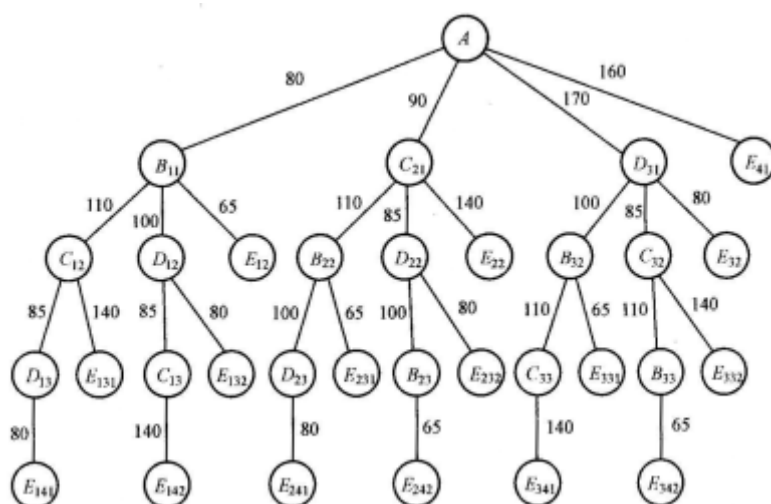 A
80 90 170 160
B11 C21 D31 E41
110 100 65 110 85 140 100 85 80
C12 D12 E12 B22 D22 E22 B32 C32 E32
85 140 85 80 100 65 100 80 110 65 110 140
D13 E131 C13 E132 D23 E231 B23 E232 C33 E331 B33 E332
80 140 80 65 140 65
E141 E142 E241 E242 E341 E342